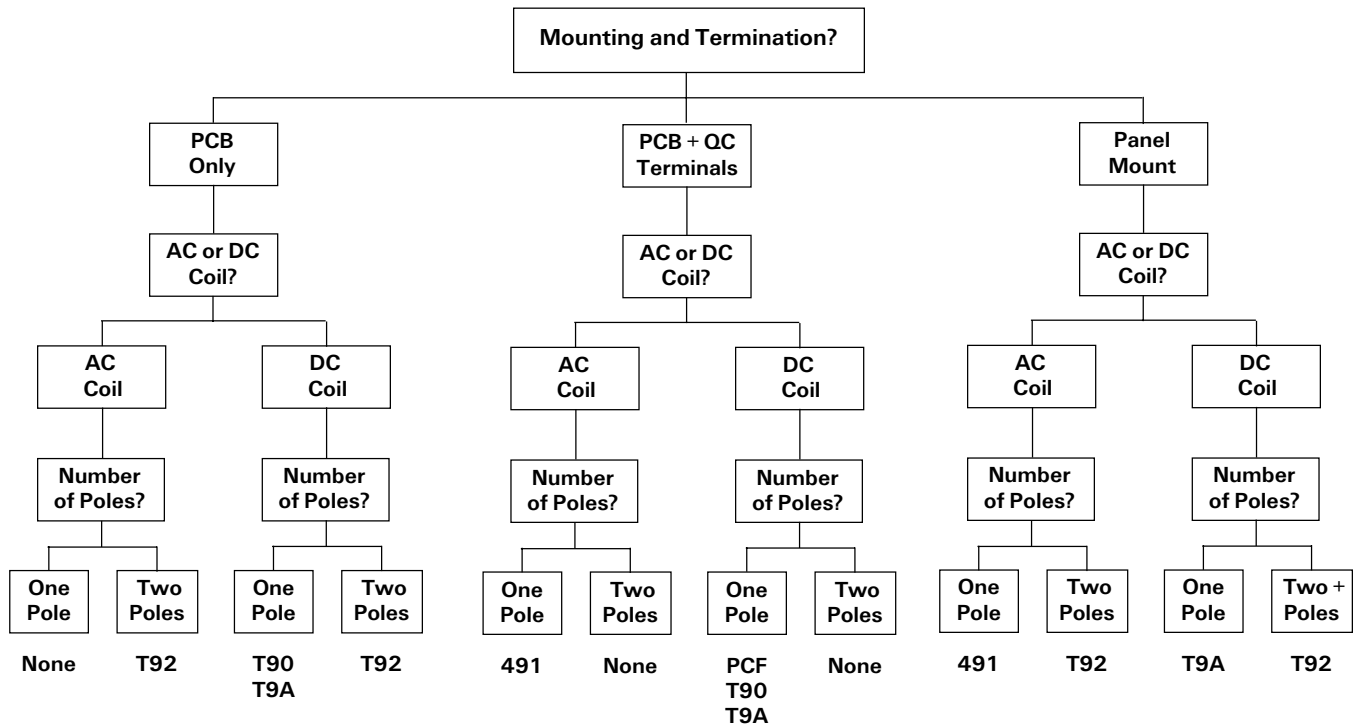 Mounting and Termination?
PCB
Only
PCB + QC
Terminals
Panel
Mount
AC or DC
Coil?
AC or DC
Coil?
AC or DC
Coil?
AC
Coil
DC
Coil
AC
Coil
DC
Coil
AC
Coil
DC
Coil
Number
of Poles?
Number
of Poles?
Number
of Poles?
Number
of Poles?
Number
of Poles?
Number
of Poles?
One
Pole
Two
Poles
One
Pole
Two
Poles
One
Pole
Two
Poles
One
Pole
Two
Poles
One
Pole
Two
Poles
One
Pole
Two +
Poles
None
T92
T90
T9A
T92
491
None
PCF
T90
T9A
None
491
T92
T9A
T92